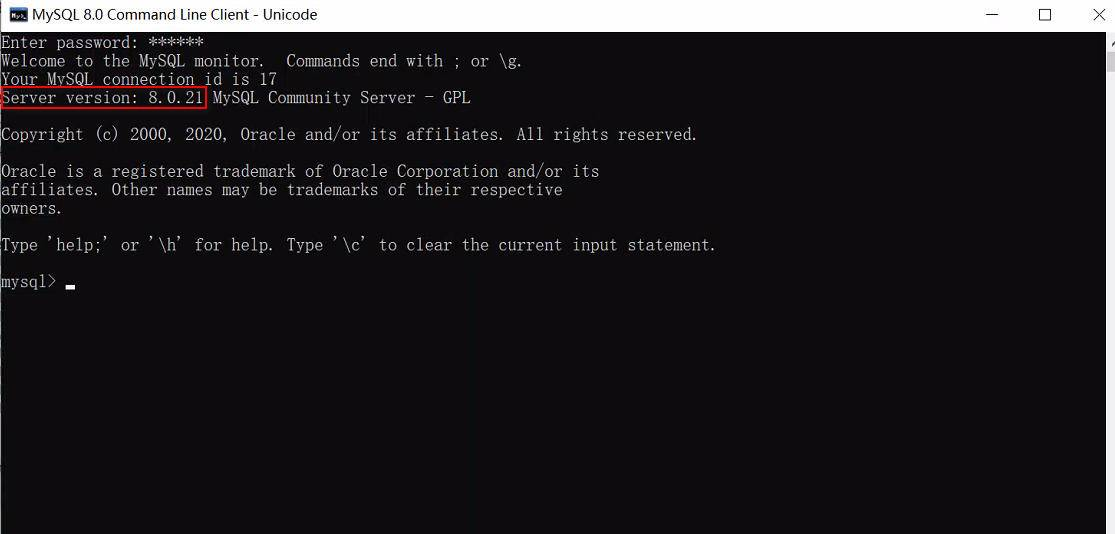 MySQL 8.0 Command Line Client - Unicode
Enter password: ******
Welcome to the MySQL monitor.  Commands end with ; or \g.
Your MySQL connection id is 17
Server version: 8.0.21 MySQL Community Server - GPL
Copyright (c) 2000, 2020, Oracle and/or its affiliates. All rights reserved.
Oracle is a registered trademark of Oracle Corporation and/or its
affiliates. Other names may be trademarks of their respective
owners.
Type 'help;' or '\h' for help. Type '\c' to clear the current input statement.
mysql>